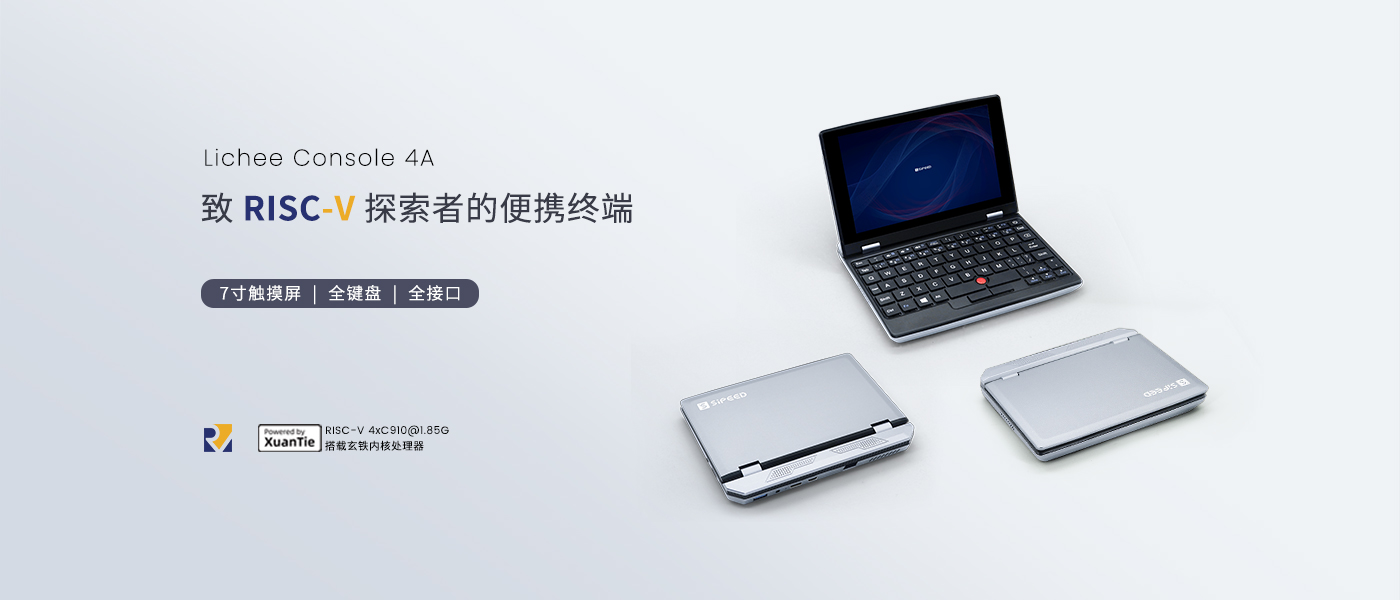 Lichee Console 4A
致 RISC-V 探索者的便携终端
7寸触摸屏 | 全键盘 | 全接口
Powered by
XuanTie
RISC-V 4xC910@1.85G
搭载玄铁内核处理器
SiPEED
SiPEED
SiPEED